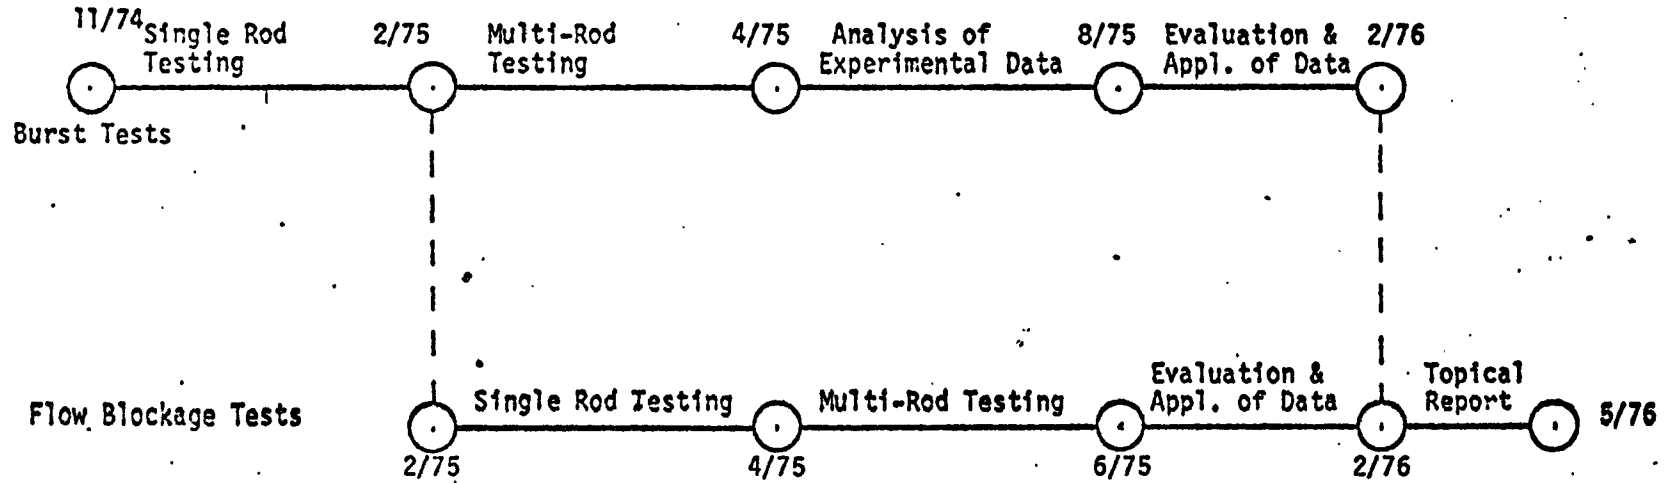 11/74
Single Rod
Testing
2/75
Multi-Rod
Testing
4/75
Analysis of
Experimental Data
8/75
Evaluation &
Appl. of Data
2/76
Burst Tests
Flow Blockage Tests
Single Rod Testing
Multi-Rod Testing
Evaluation &
Appl. of Data
Topical
Report
5/76
2/75
4/75
6/75
2/76